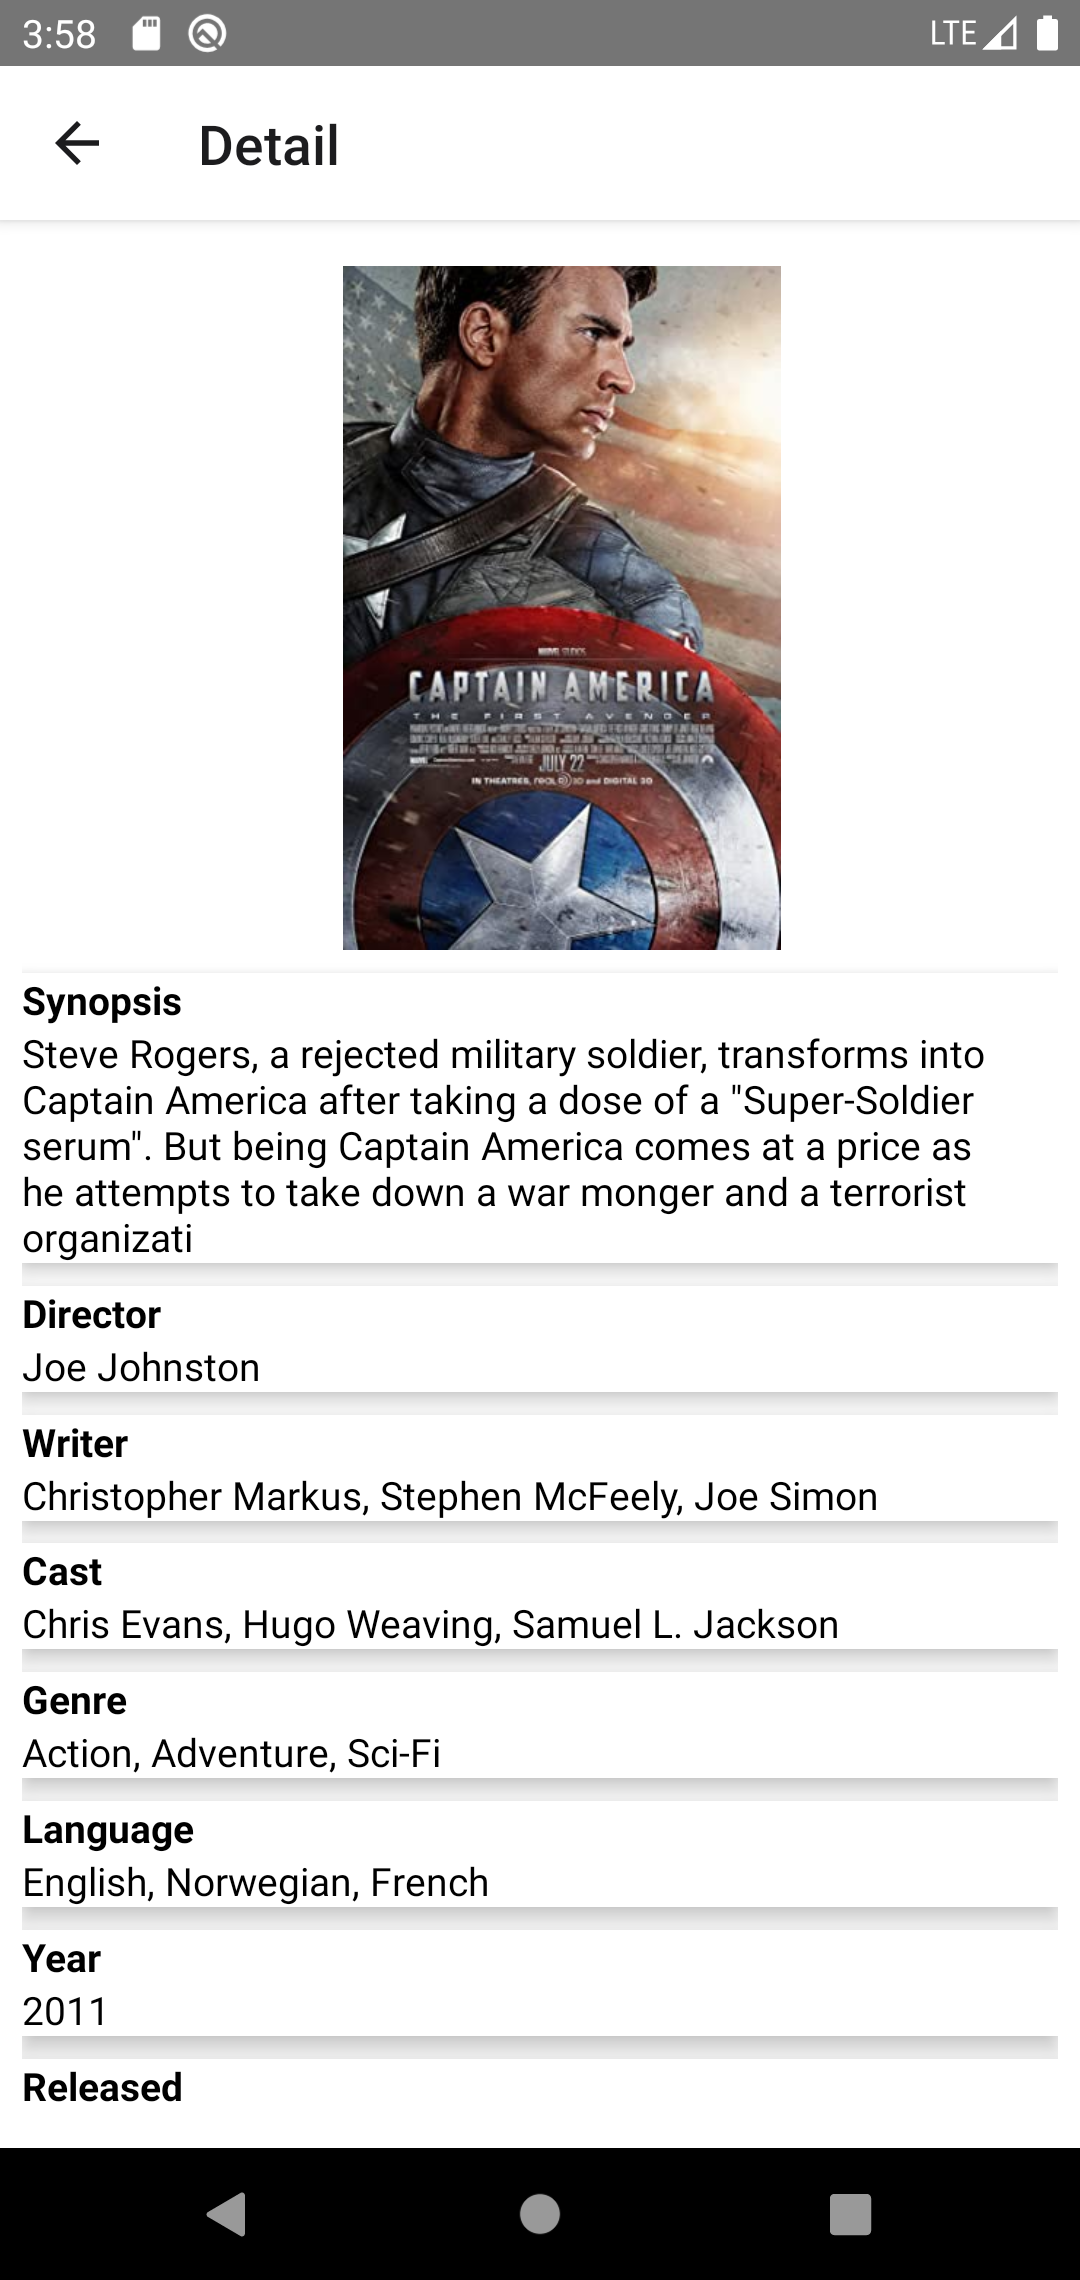 3:58
LTE
Detail
MARVEL STUDIOS
CAPTAIN AMERICA
THE FIRST AVENGER
JULY 22
IN THEATRES, REAL D 3D and DIGITAL 3D
Synopsis
Steve Rogers, a rejected military soldier, transforms into
Captain America after taking a dose of a "Super-Soldier
serum". But being Captain America comes at a price as
he attempts to take down a war monger and a terrorist
organizati
Director
Joe Johnston
Writer
Christopher Markus, Stephen McFeely, Joe Simon
Cast
Chris Evans, Hugo Weaving, Samuel L. Jackson
Genre
Action, Adventure, Sci-Fi
Language
English, Norwegian, French
Year
2011
Released